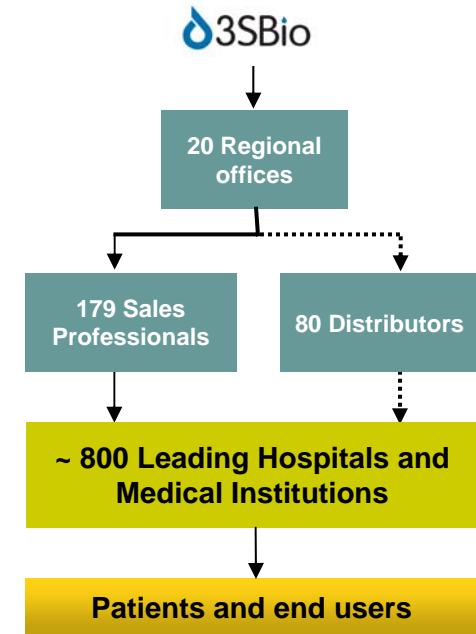 3SBio
20 Regional
offices
179 Sales
Professionals
80 Distributors
~ 800 Leading Hospitals and
Medical Institutions
Patients and end users